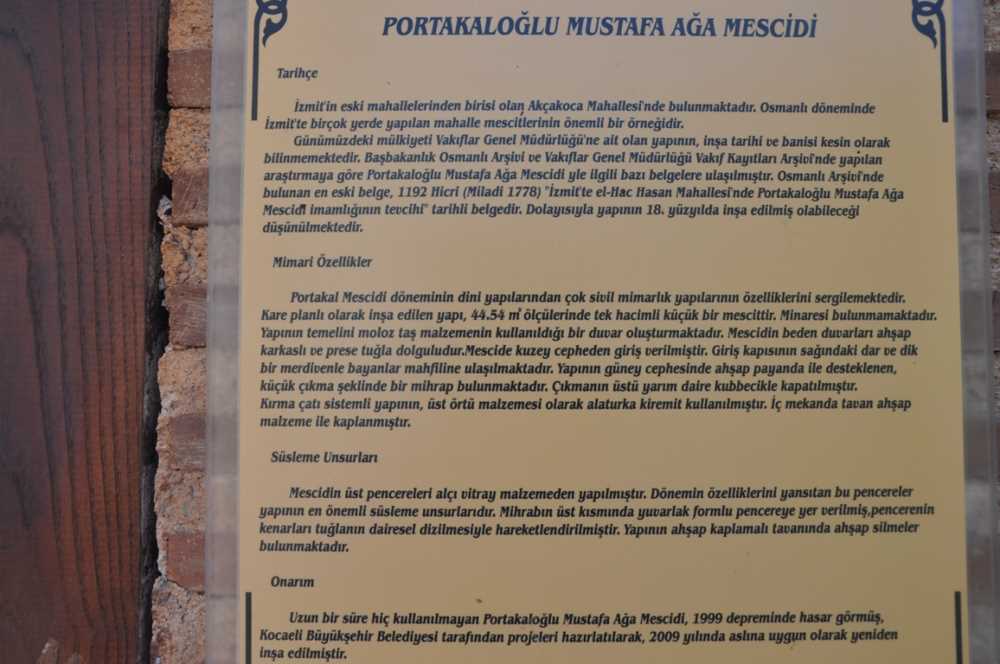 PORTAKALOĞLU MUSTAFA AĞA MESCİDİ
Tarihçe
İzmit'in eski mahallelerinden birisi olan Akçakoca Mahallesi'nde bulunmaktadır. Osmanlı döneminde
İzmit'te birçok yerde yapılan mahalle mescitlerinin önemli bir örneğidir.
Günümüzdeki mülkiyeti Vakıflar Genel Müdürlüğü'ne ait olan yapının, inşa tarihi ve banisi kesin olarak
bilinmemektedir. Başbakanlık Osmanlı Arşivi ve Vakıflar Genel Müdürlüğü Vakıf Kayıtları Arşivi'nde yapılan
araştırmaya göre Portakaloğlu Mustafa Ağa Mescidi yle ilgili bazı belgelere ulaşılmıştır. Osmanlı Arşivi'nde
bulunan en eski belge, 1192 Hicri (Miladi 1778) "İzmit'te el-Hac Hasan Mahallesi'nde Portakaloğlu Mustafa Ağa
Mescidi imamlığının tevcihi" tarihli belgedir. Dolayısıyla yapının 18. yüzyılda inşa edilmiş olabileceği
düşünülmektedir.
Mimari Özellikler
Portakal Mescidi döneminin dini yapılarından çok sivil mimarlık yapılarının özelliklerini sergilemektedir.
Kare planlı olarak inşa edilen yapı, 44.54 m² ölçülerinde tek hacimli küçük bir mescittir. Minaresi bulunmamaktadır.
Yapının temelini moloz taş malzemenin kullanıldığı bir duvar oluşturmaktadır. Mescidin beden duvarları ahşap
karkaslı ve prese tuğla dolguludur.Mescide kuzey cepheden giriş verilmiştir. Giriş kapısının sağındaki dar ve dik
bir merdivenle bayanlar mahfiline ulaşılmaktadır. Yapının güney cephesinde ahşap payanda ile desteklenen,
küçük çıkma şeklinde bir mihrap bulunmaktadır. Çıkmanın üstü yarım daire kubbecikle kapatılmıştır.
Kırma çatı sistemli yapının, üst örtü malzemesi olarak alaturka kiremit kullanılmıştır. İç mekanda tavan ahşap
malzeme ile kaplanmıştır.
Süsleme Unsurları
Mescidin üst pencereleri alçı vitray malzemeden yapılmıştır. Dönemin özelliklerini yansıtan bu pencereler
yapının en önemli süsleme unsurlarıdır. Mihrabın üst kısmında yuvarlak formlu pencereye yer verilmiş,pencerenin
kenarları tuğlanın dairesel dizilmesiyle hareketlendirilmiştir. Yapının ahşap kaplamalı tavanında ahşap silmeler
bulunmaktadır.
Onarım
Uzun bir süre hiç kullanılmayan Portakaloğlu Mustafa Ağa Mescidi, 1999 depreminde hasar görmüş,
Kocaeli Büyükşehir Belediyesi tarafından projeleri hazırlatılarak, 2009 yılında aslına uygun olarak yeniden
inşa edilmiştir.